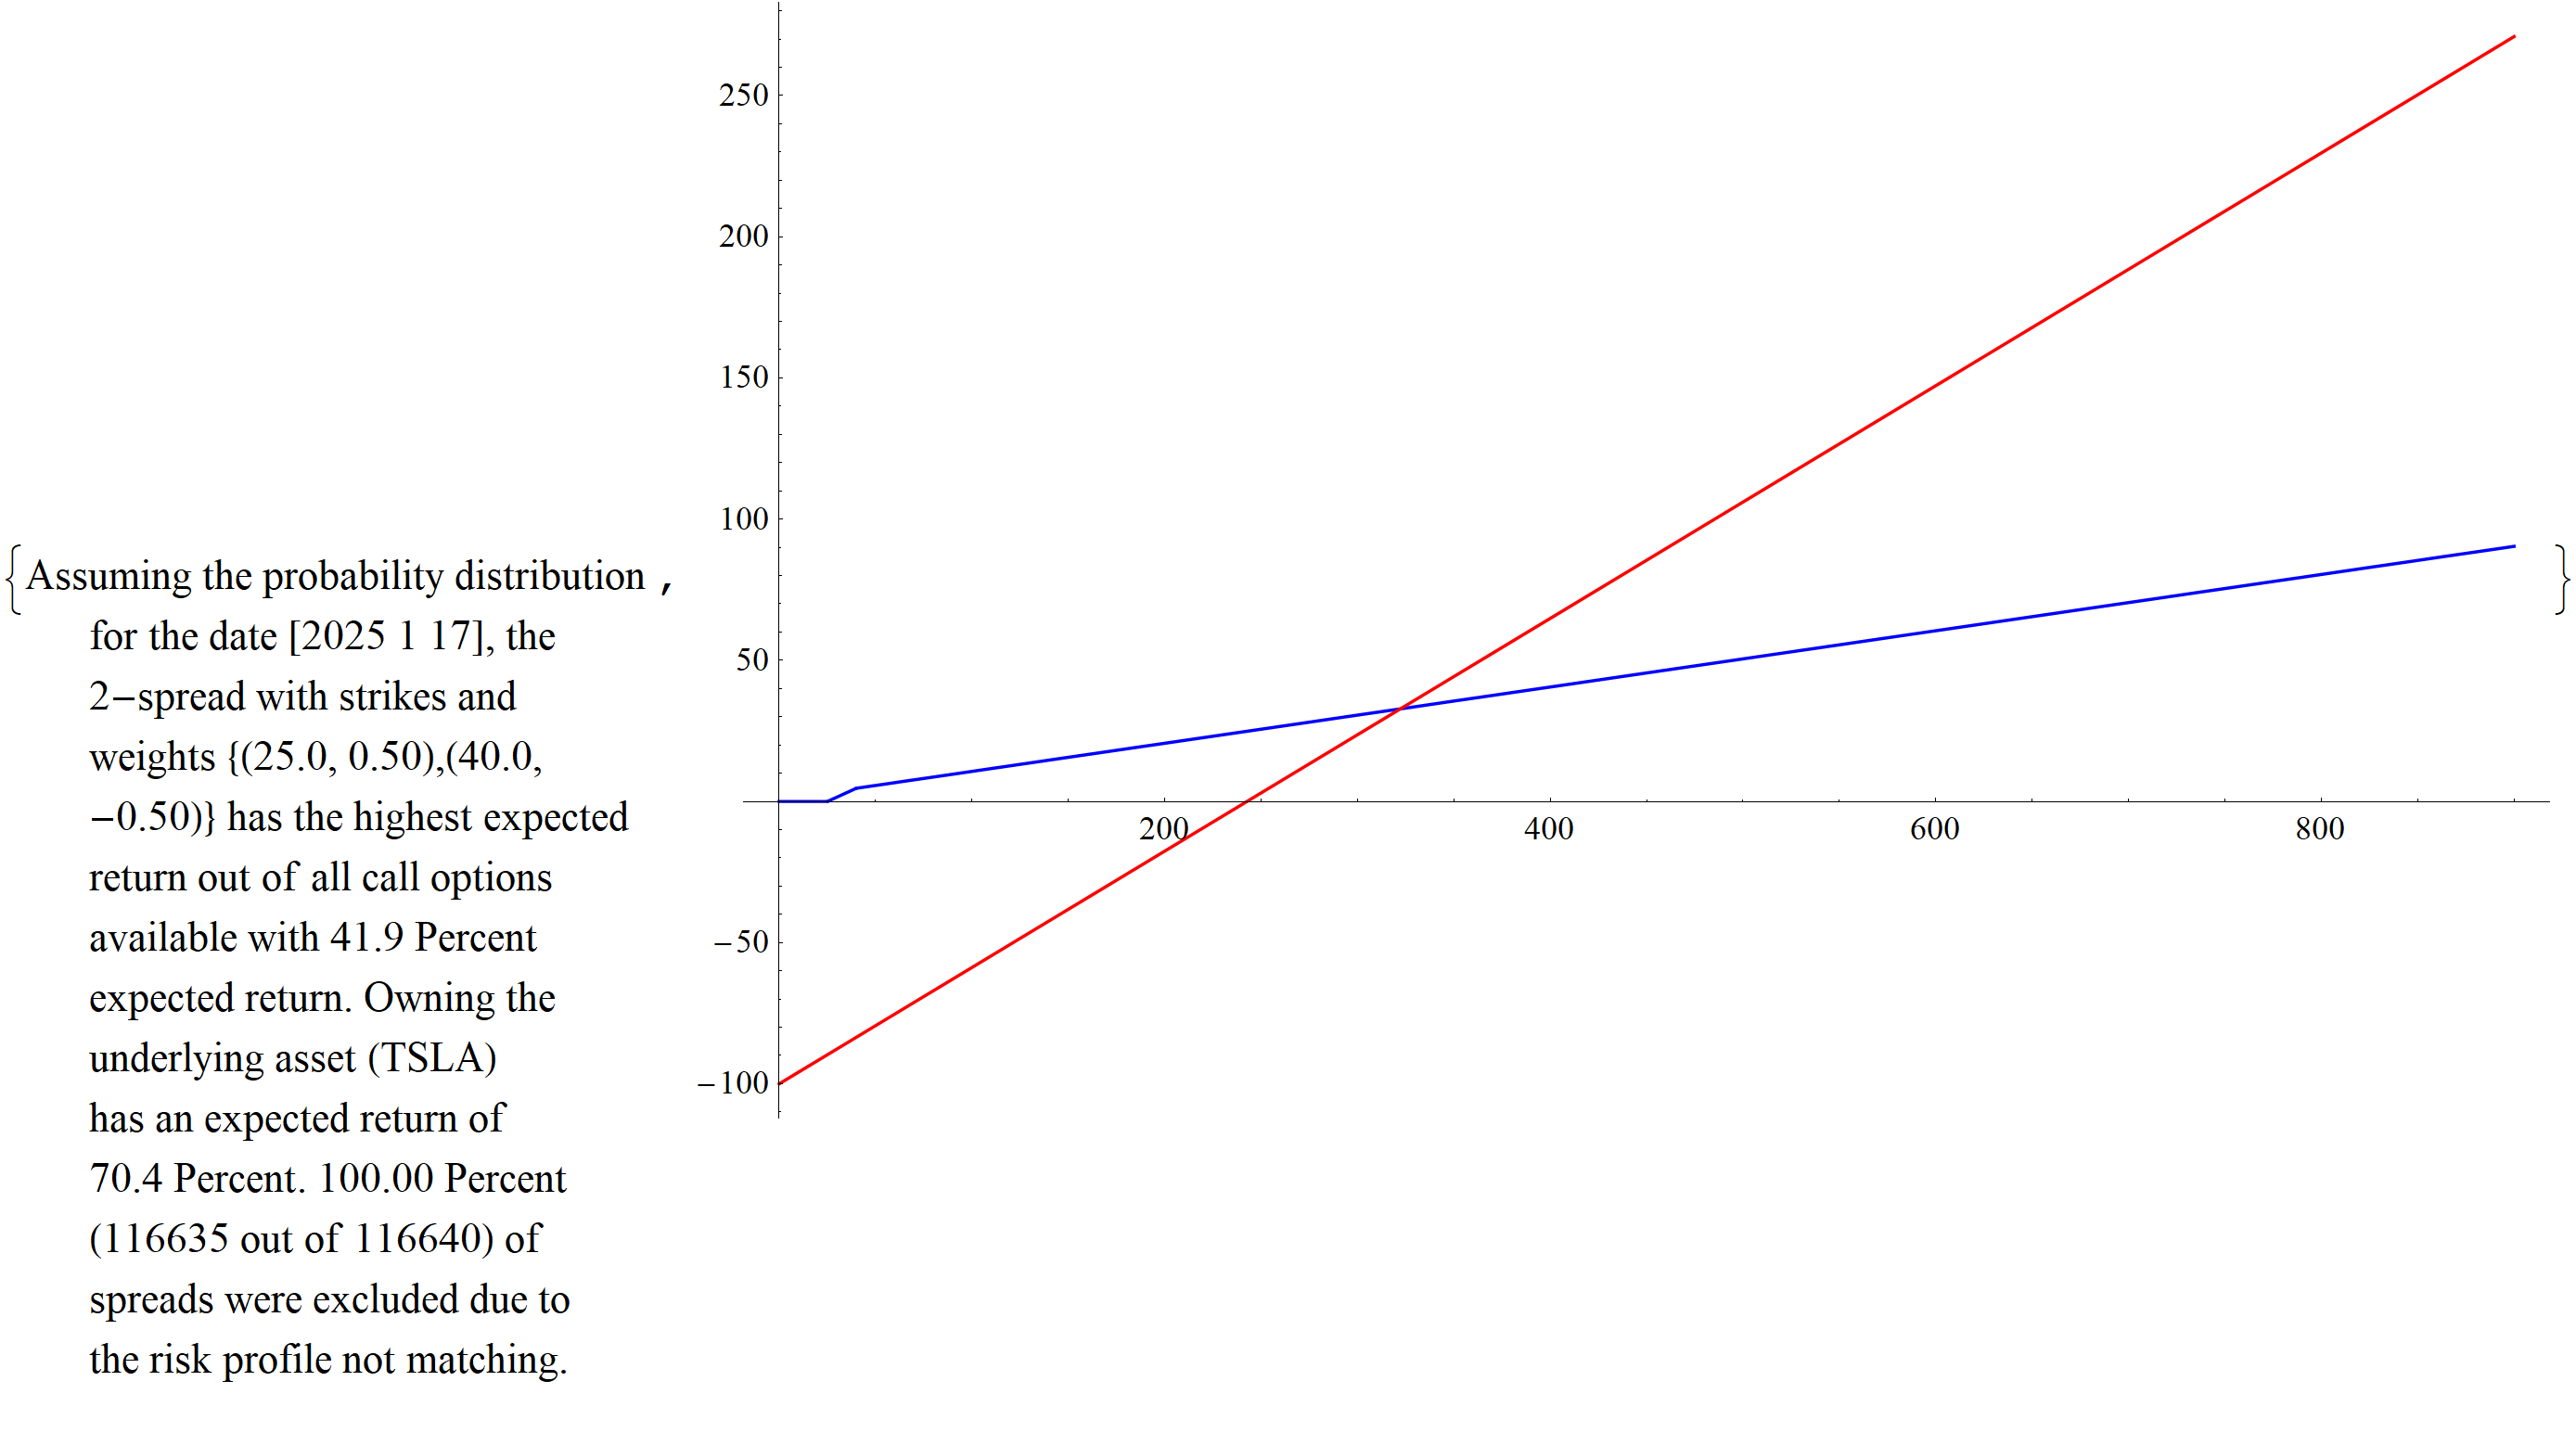 250
200
150
100
50
200
400
600
800
−50
−100
{Assuming the probability distribution ,
for the date [2025 1 17], the
2−spread with strikes and
weights {(25.0, 0.50),(40.0,
−0.50)} has the highest expected
return out of all call options
available with 41.9 Percent
expected return. Owning the
underlying asset (TSLA)
has an expected return of
70.4 Percent. 100.00 Percent
(116635 out of 116640) of
spreads were excluded due to
the risk profile not matching.
}